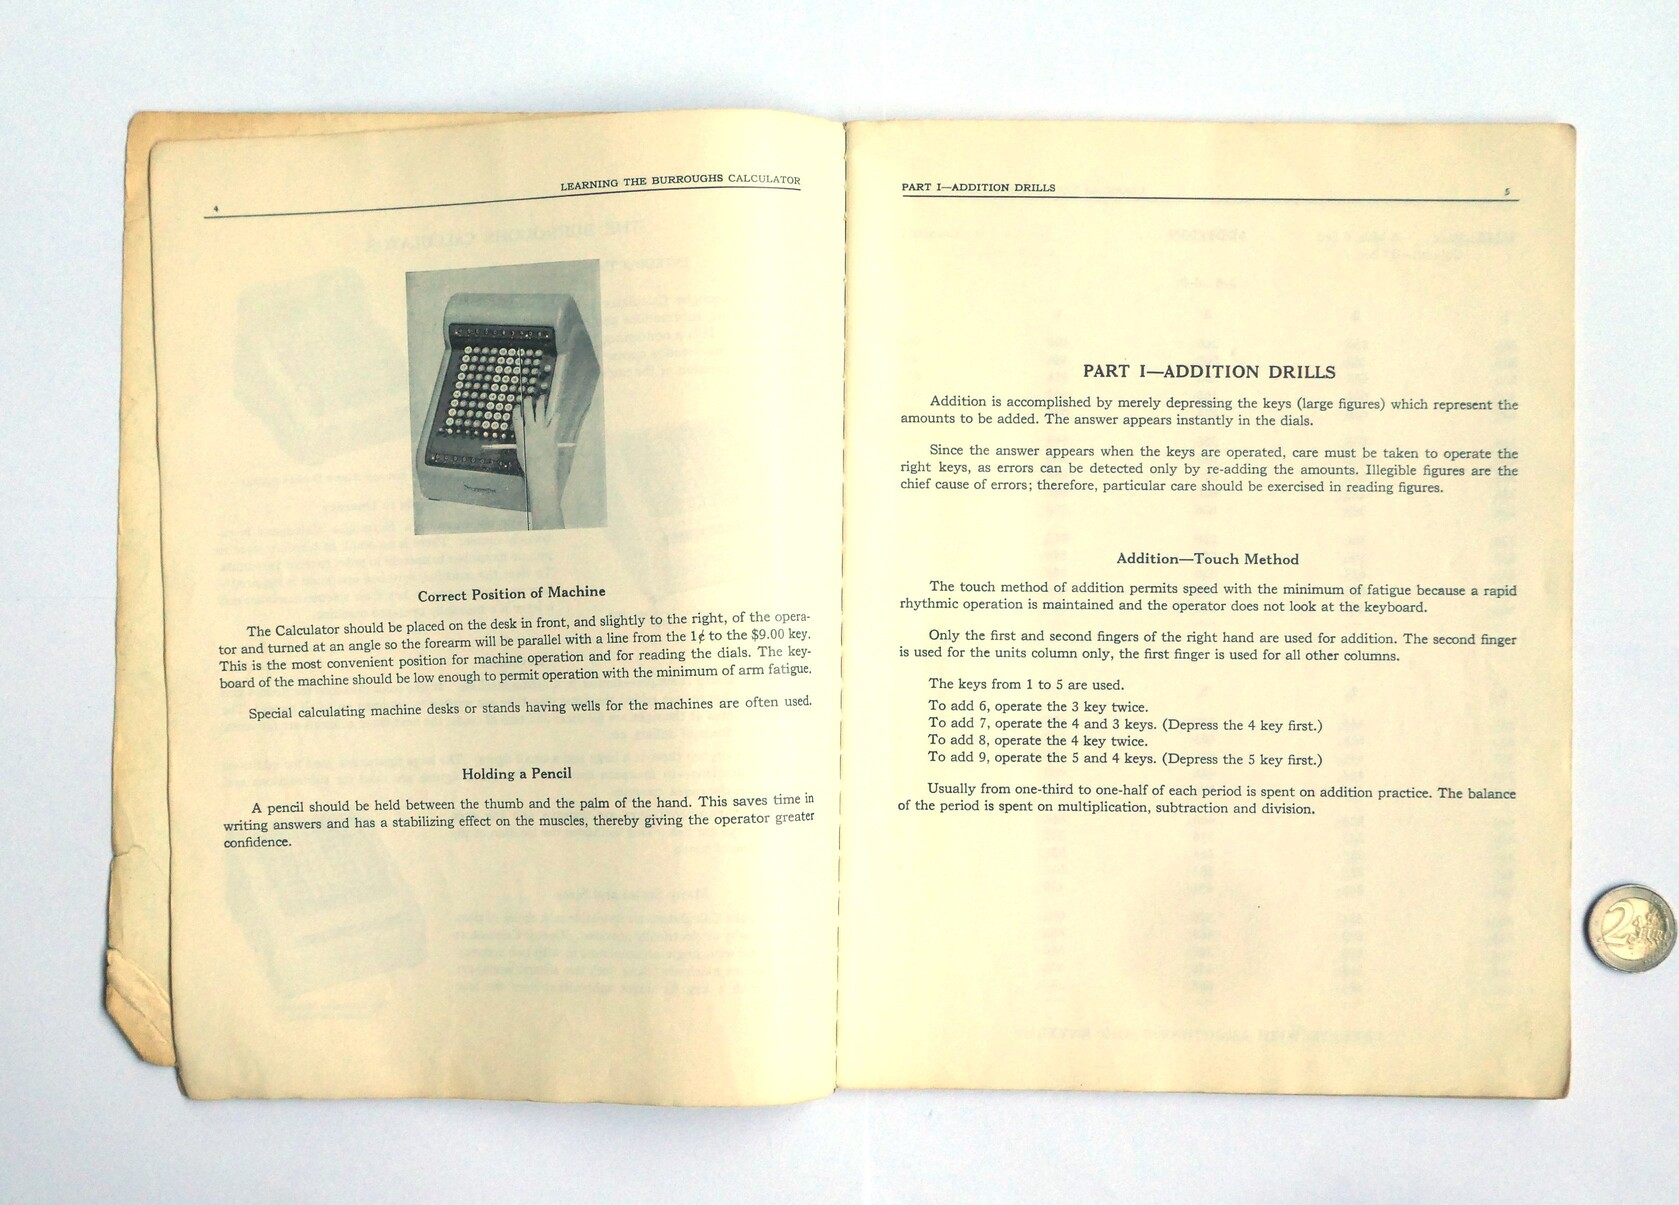 4
LEARNING THE BURROUGHS CALCULATOR
Correct Position of Machine
The Calculator should be placed on the desk in front, and slightly to the right, of the opera-
tor and turned at an angle so the forearm will be parallel with a line from the 1¢ to the $9.00 key.
This is the most convenient position for machine operation and for reading the dials. The key-
board of the machine should be low enough to permit operation with the minimum of arm fatigue.
Special calculating machine desks or stands having wells for the machines are often used.
Holding a Pencil
A pencil should be held between the thumb and the palm of the hand. This saves time in
writing answers and has a stabilizing effect on the muscles, thereby giving the operator greater
confidence.
PART I—ADDITION DRILLS
5
PART I—ADDITION DRILLS
Addition is accomplished by merely depressing the keys (large figures) which represent the
amounts to be added. The answer appears instantly in the dials.
Since the answer appears when the keys are operated, care must be taken to operate the
right keys, as errors can be detected only by re-adding the amounts. Illegible figures are the
chief cause of errors; therefore, particular care should be exercised in reading figures.
Addition—Touch Method
The touch method of addition permits speed with the minimum of fatigue because a rapid
rhythmic operation is maintained and the operator does not look at the keyboard.
Only the first and second fingers of the right hand are used for addition. The second finger
is used for the units column only, the first finger is used for all other columns.
The keys from 1 to 5 are used.
To add 6, operate the 3 key twice.
To add 7, operate the 4 and 3 keys. (Depress the 4 key first.)
To add 8, operate the 4 key twice.
To add 9, operate the 5 and 4 keys. (Depress the 5 key first.)
Usually from one-third to one-half of each period is spent on addition practice. The balance
of the period is spent on multiplication, subtraction and division.
2
EURO